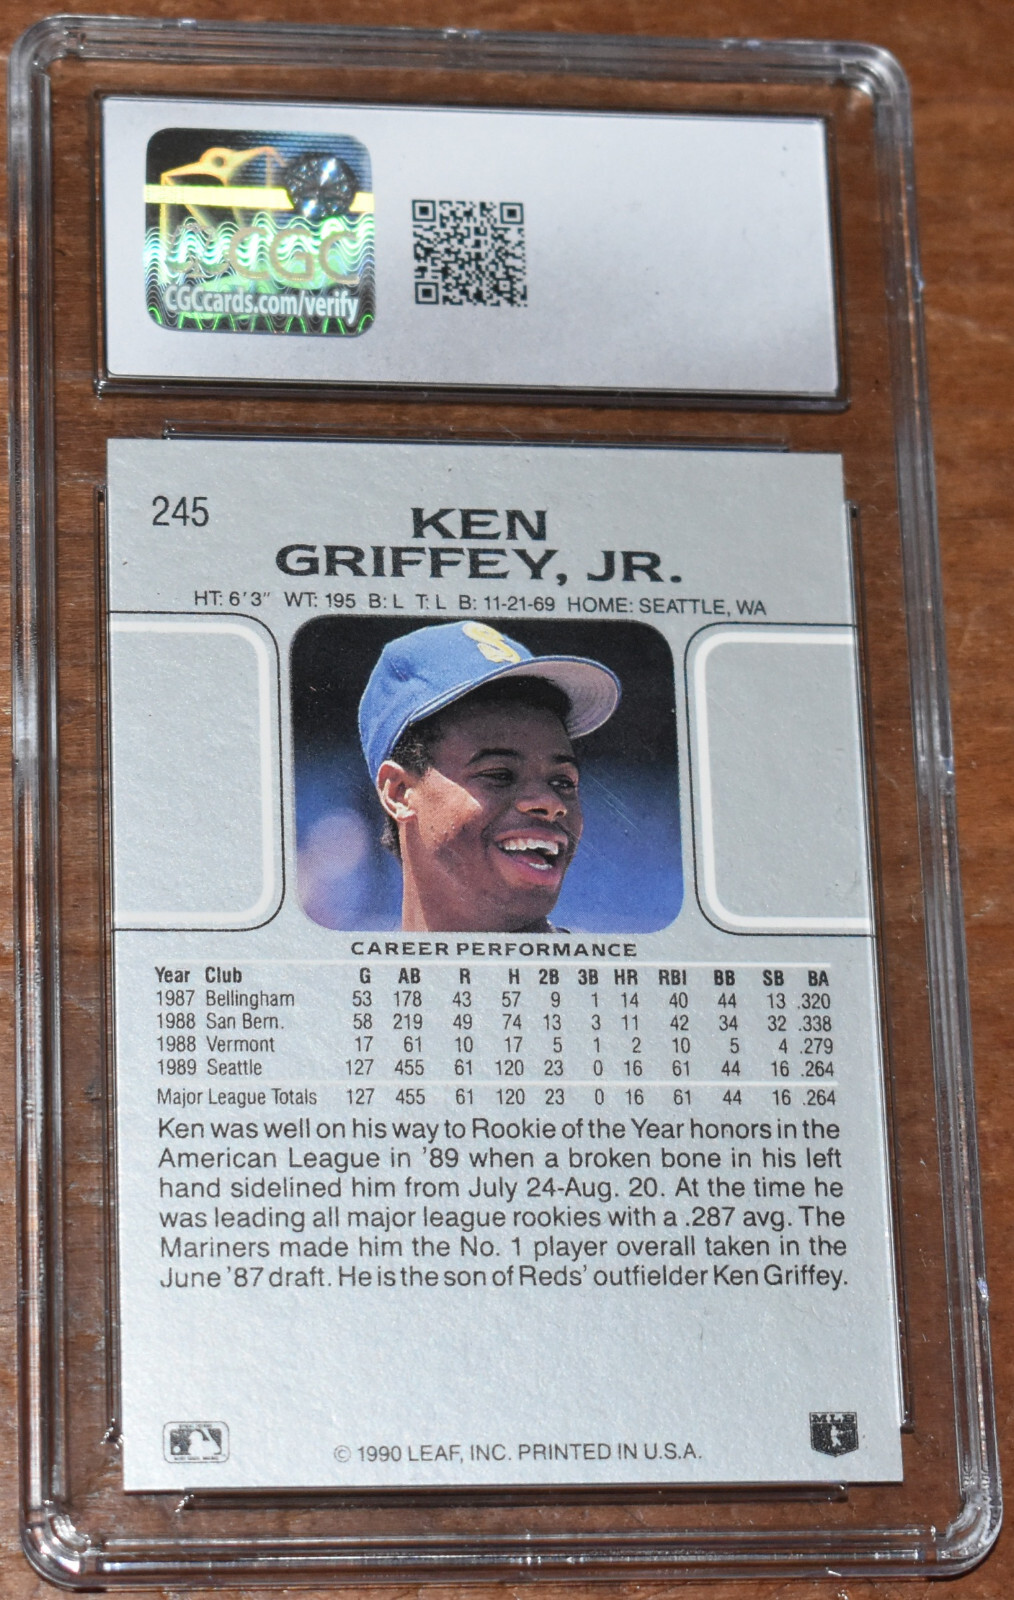 CGC
CGCcards.com/verify
245
KEN
GRIFFEY, JR.
HT: 6'3" WT: 195 B: L T: L B: 11-21-69 HOME: SEATTLE, WA
S
CAREER PERFORMANCE
Year Club G AB R H 2B 3B HR RBI BB SB BA
1987 Bellingham 53 178 43 57 9 1 14 40 44 13 .320
1988 San Bern. 58 219 49 74 13 3 11 42 34 32 .338
1988 Vermont 17 61 10 17 5 1 2 10 5 4 .279
1989 Seattle 127 455 61 120 23 0 16 61 44 16 .264
Major League Totals 127 455 61 120 23 0 16 61 44 16 .264
Ken was well on his way to Rookie of the Year honors in the
American League in '89 when a broken bone in his left
hand sidelined him from July 24-Aug. 20. At the time he
was leading all major league rookies with a .287 avg. The
Mariners made him the No. 1 player overall taken in the
June '87 draft. He is the son of Reds' outfielder Ken Griffey.
MLB
© 1990 LEAF, INC. PRINTED IN U.S.A.